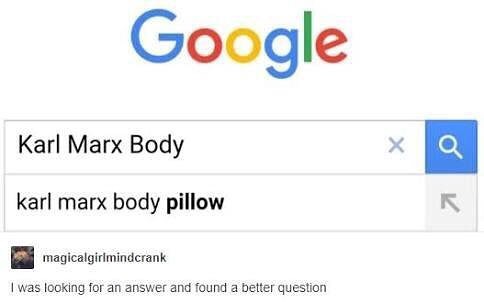 Google
Karl Marx Body
karl marx body pillow
magicalgirlmindcrank
I was looking for an answer and found a better question